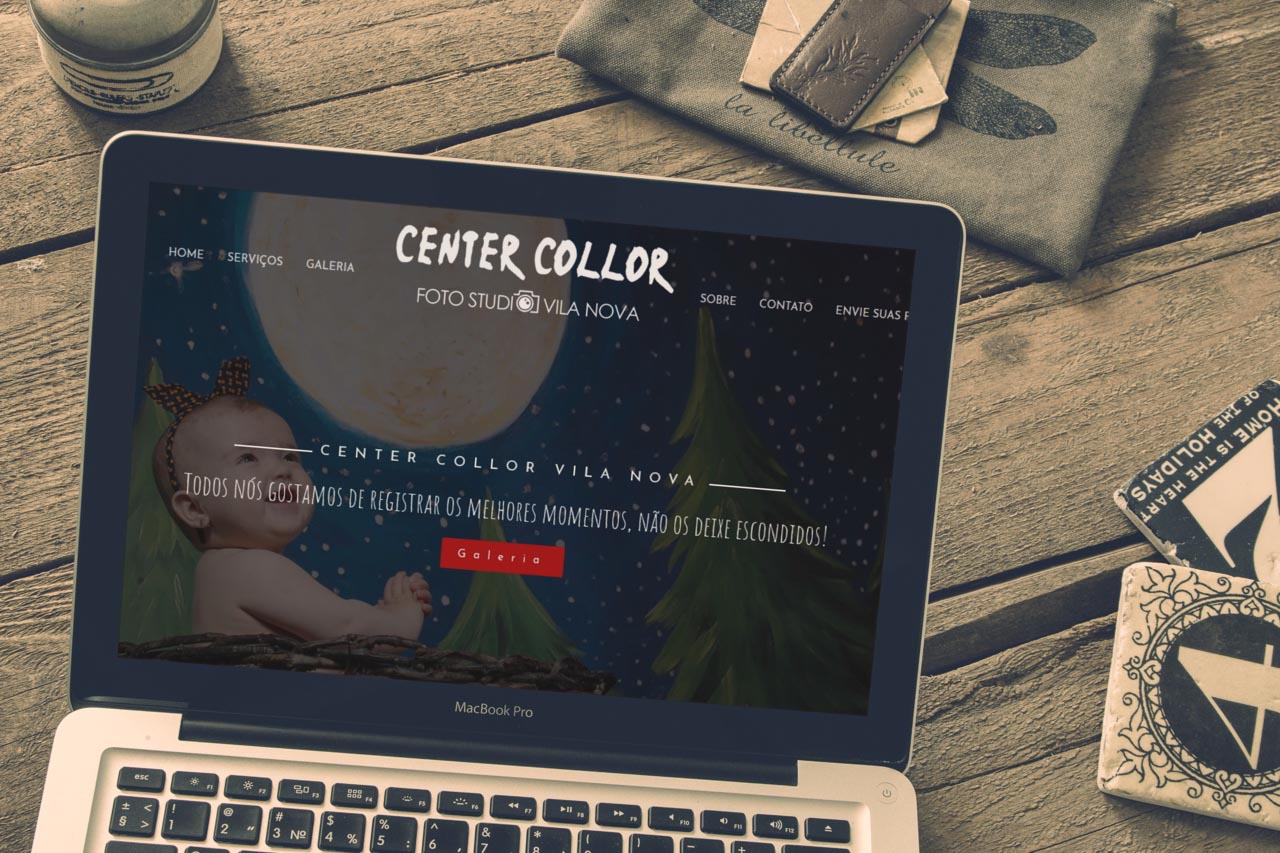 la libellule
HOME SERVIÇOS GALERIA
CENTER COLLOR
FOTO STUDIO VILA NOVA
SOBRE CONTATO ENVIE SUAS F
CENTER COLLOR VILA NOVA
TODOS NÓS GOSTAMOS DE REGISTRAR OS MELHORES MOMENTOS, NÃO OS DEIXE ESCONDIDOS!
Galeria
HOME IS THE HEART
OF THE HOLIDAYS
MacBook Pro
esc F1 F2 F3 F4 F5 F6 F7 F8 F9 F10 F11 F12
± § < > ! 1 @ 2 № 3 $ 4 % 5 6 & 7 * 8